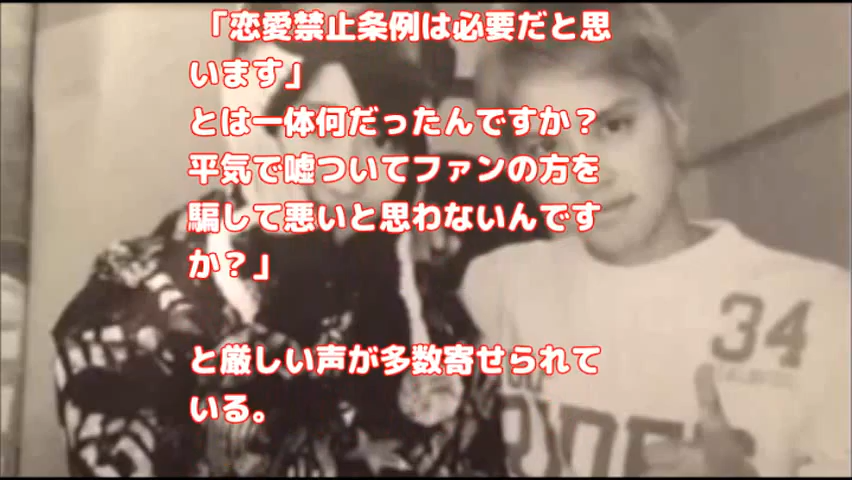 「恋愛禁止条例は必要だと思
います」
とは一体何だったんですか？
平気で嘘ついてファンの方を
騙して悪いと思わないんです
か？」
と厳しい声が多数寄せられて
いる。
34